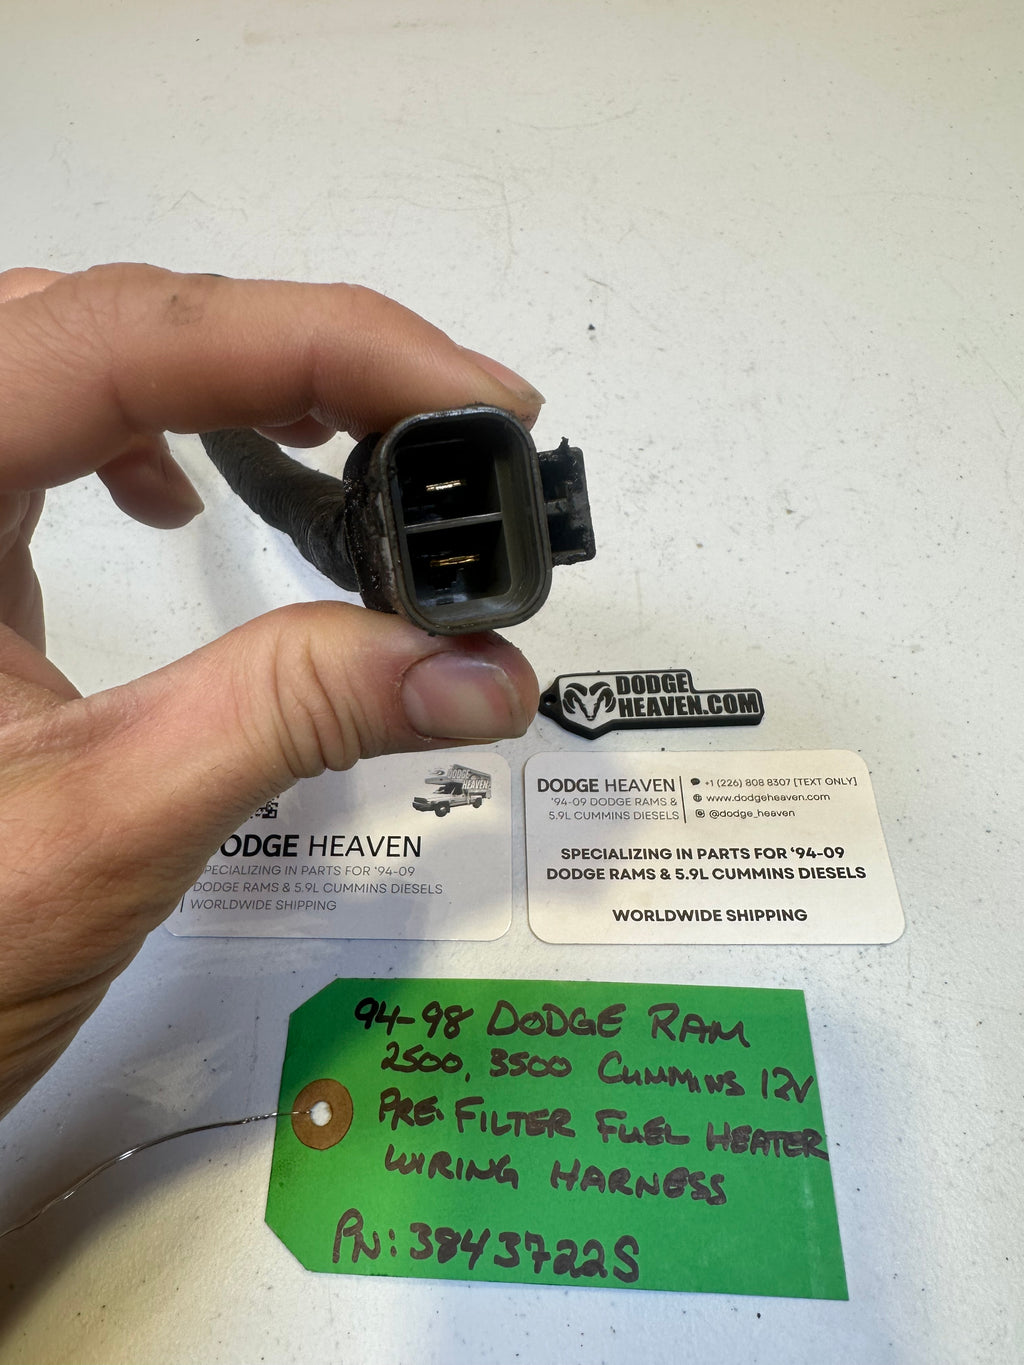 DODGE
HEAVEN.COM
DODGE
HEAVEN
DODGE HEAVEN
SPECIALIZING IN PARTS FOR '94-09
DODGE RAMS & 5.9L CUMMINS DIESELS
WORLDWIDE SHIPPING
DODGE HEAVEN
'94-09 DODGE RAMS &
5.9L CUMMINS DIESELS
+1 (226) 808 8307 [TEXT ONLY]
www.dodgeheaven.com
@dodge_heaven
SPECIALIZING IN PARTS FOR '94-09
DODGE RAMS & 5.9L CUMMINS DIESELS
WORLDWIDE SHIPPING
94-98 DODGE RAM
2500, 3500 CUMMINS 12V
PRE. FILTER FUEL HEATER
WIRING HARNESS
PN: 3843722S